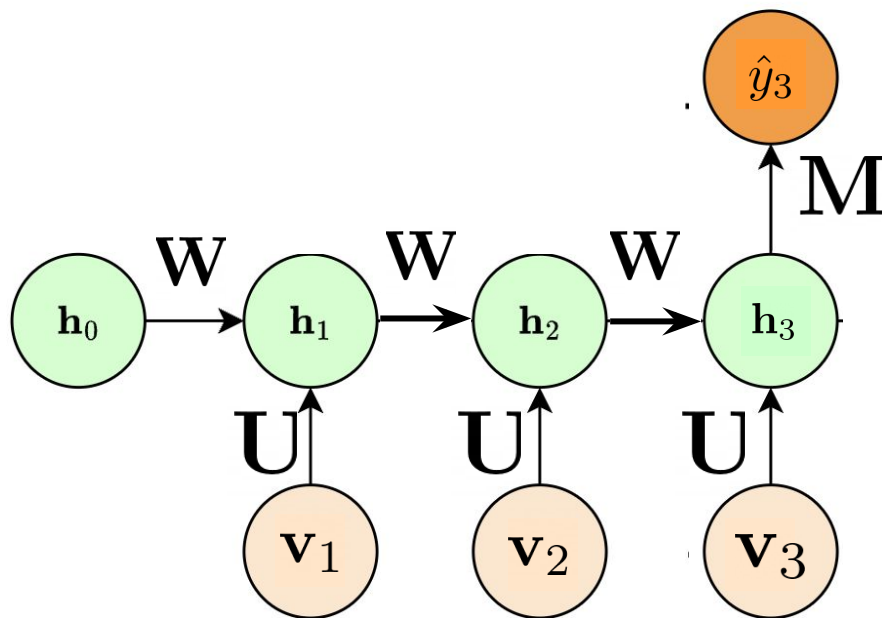 ŷ₃
M
W W W
h₀ h₁ h₂ h₃
U U U
v₁ v₂ v₃